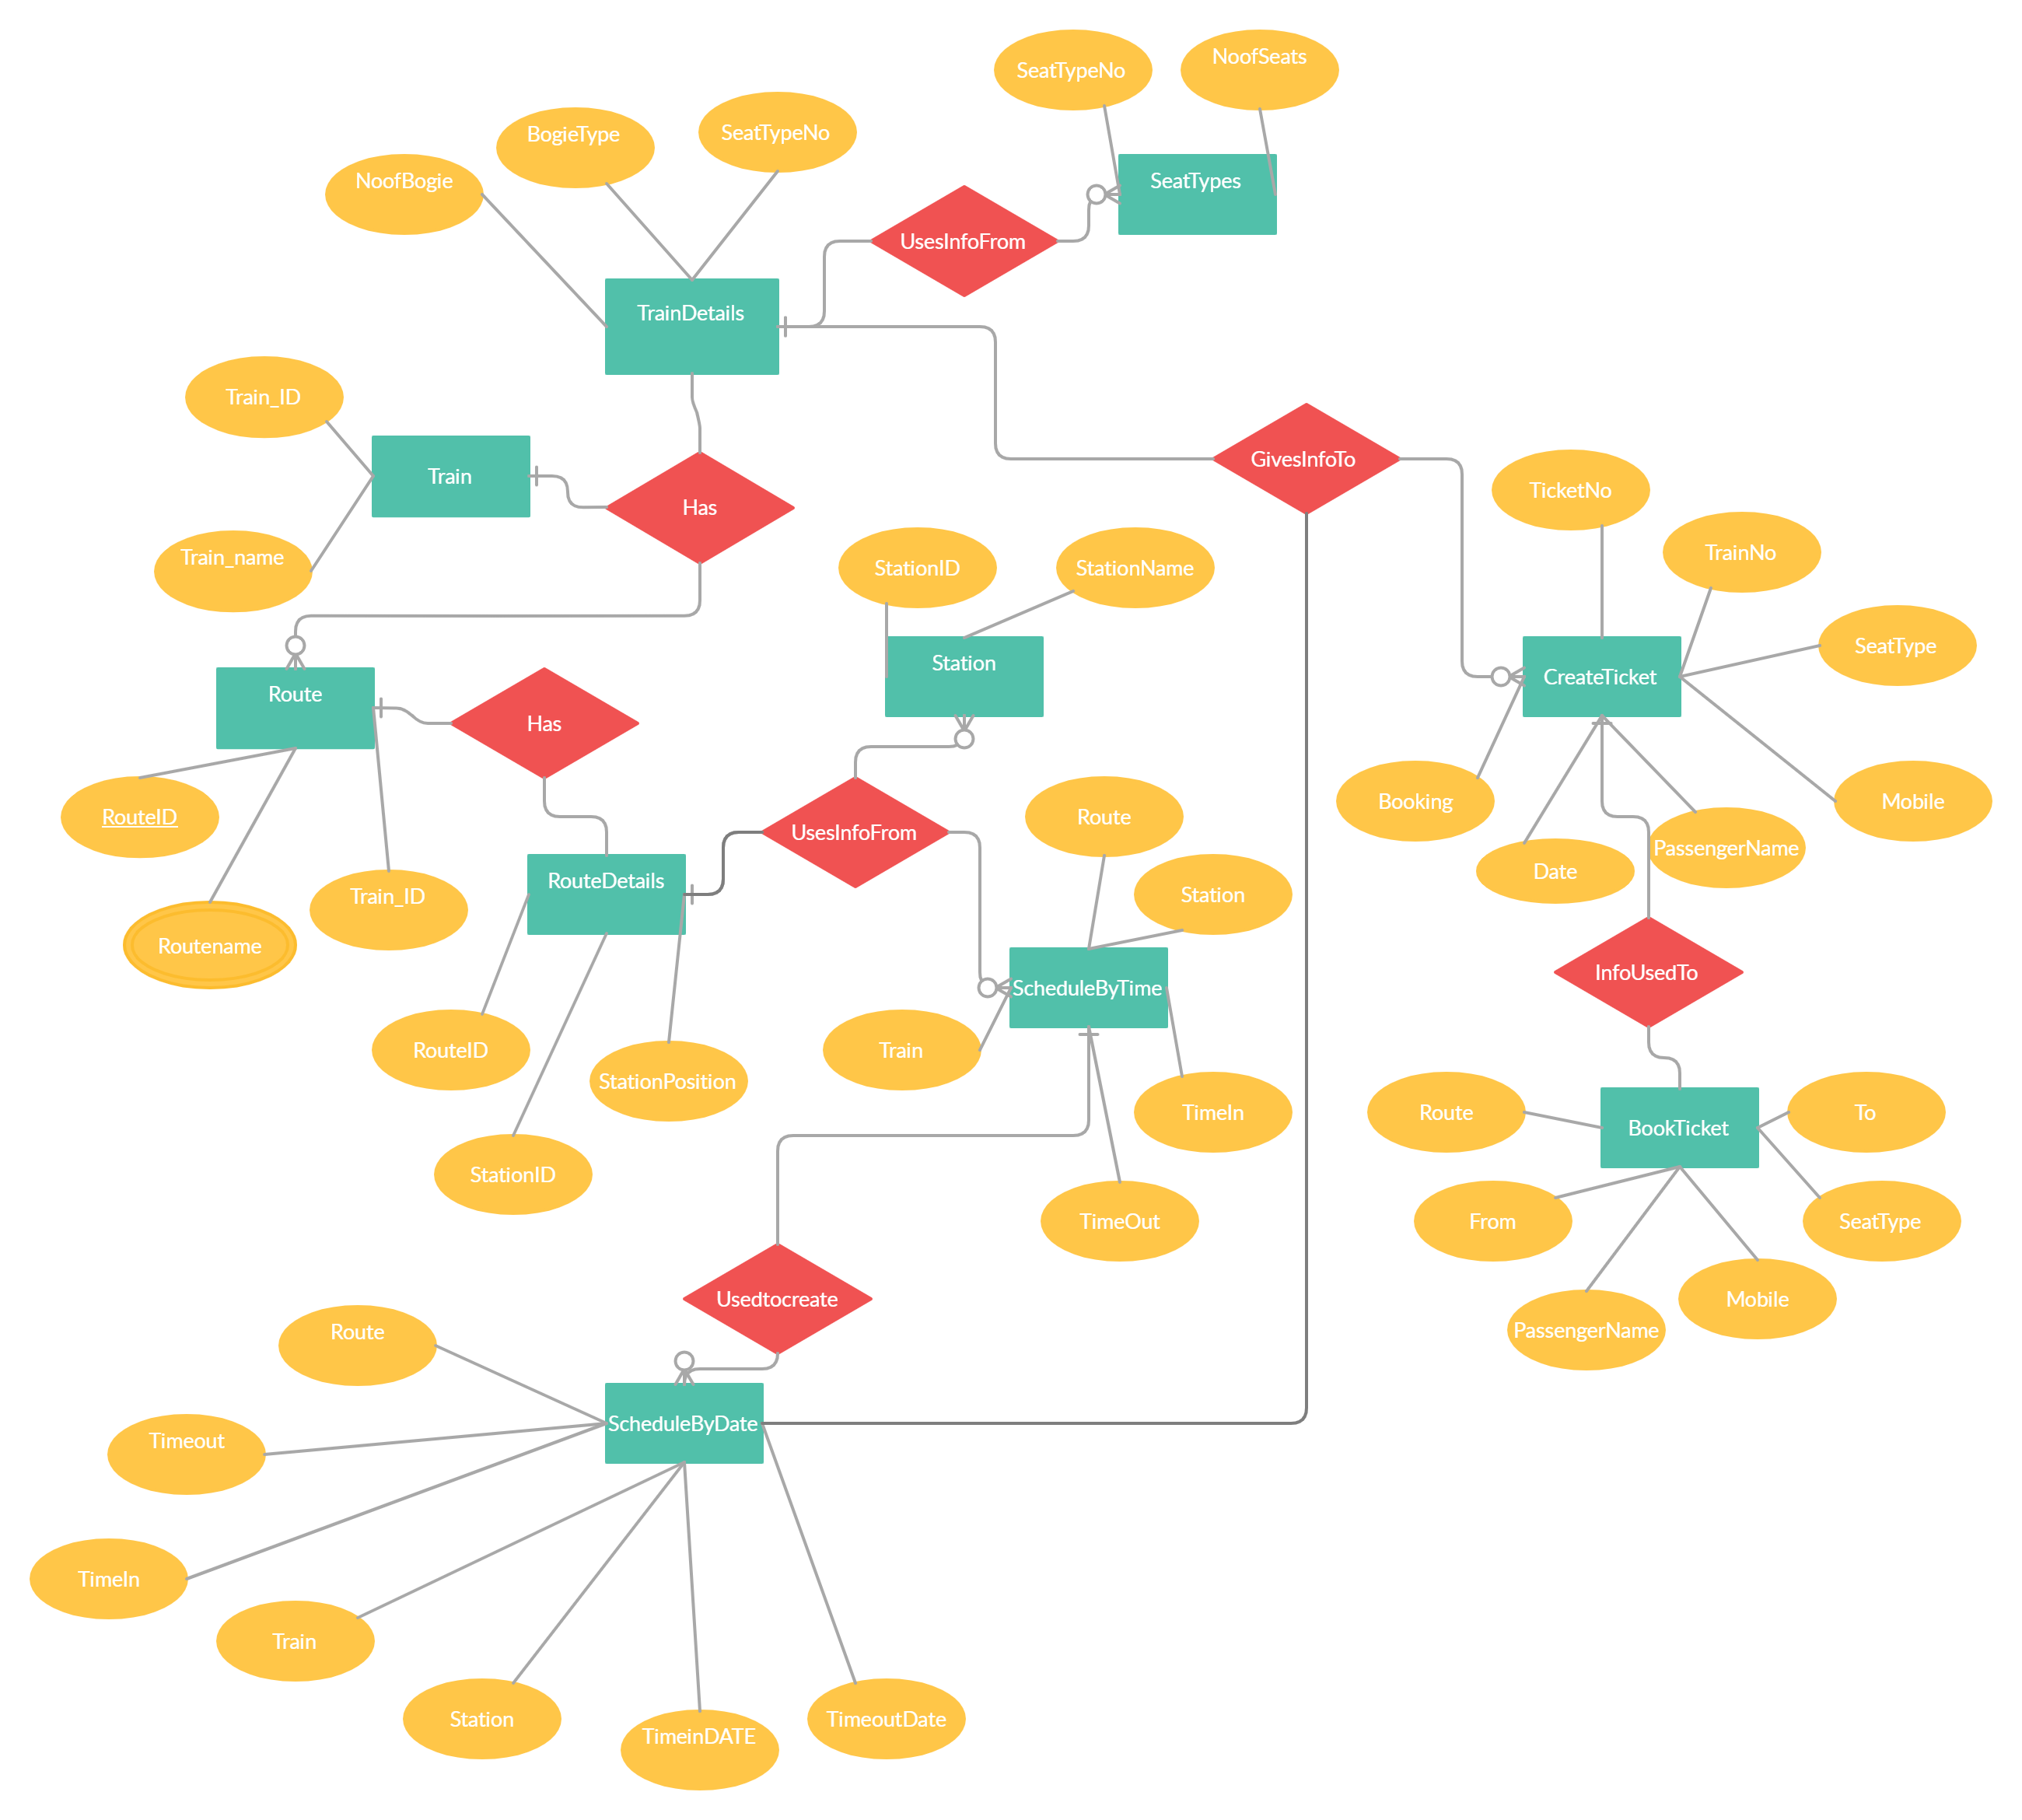 SeatTypeNo
NoofSeats
BogieType
SeatTypeNo
NoofBogie
SeatTypes
UsesInfoFrom
TrainDetails
Train_ID
Train
Has
GivesInfoTo
TicketNo
TrainNo
Train_name
StationID
StationName
SeatType
Route
Has
Station
CreateTicket
RouteID
UsesInfoFrom
Route
Booking
Mobile
PassengerName
Date
Train_ID
RouteDetails
Station
Routename
InfoUsedTo
ScheduleByTime
RouteID
Train
StationPosition
TimeIn
Route
To
BookTicket
StationID
TimeOut
From
SeatType
Usedtocreate
Mobile
PassengerName
Route
Timeout
ScheduleByDate
TimeIn
Train
Station
TimeinDATE
TimeoutDate